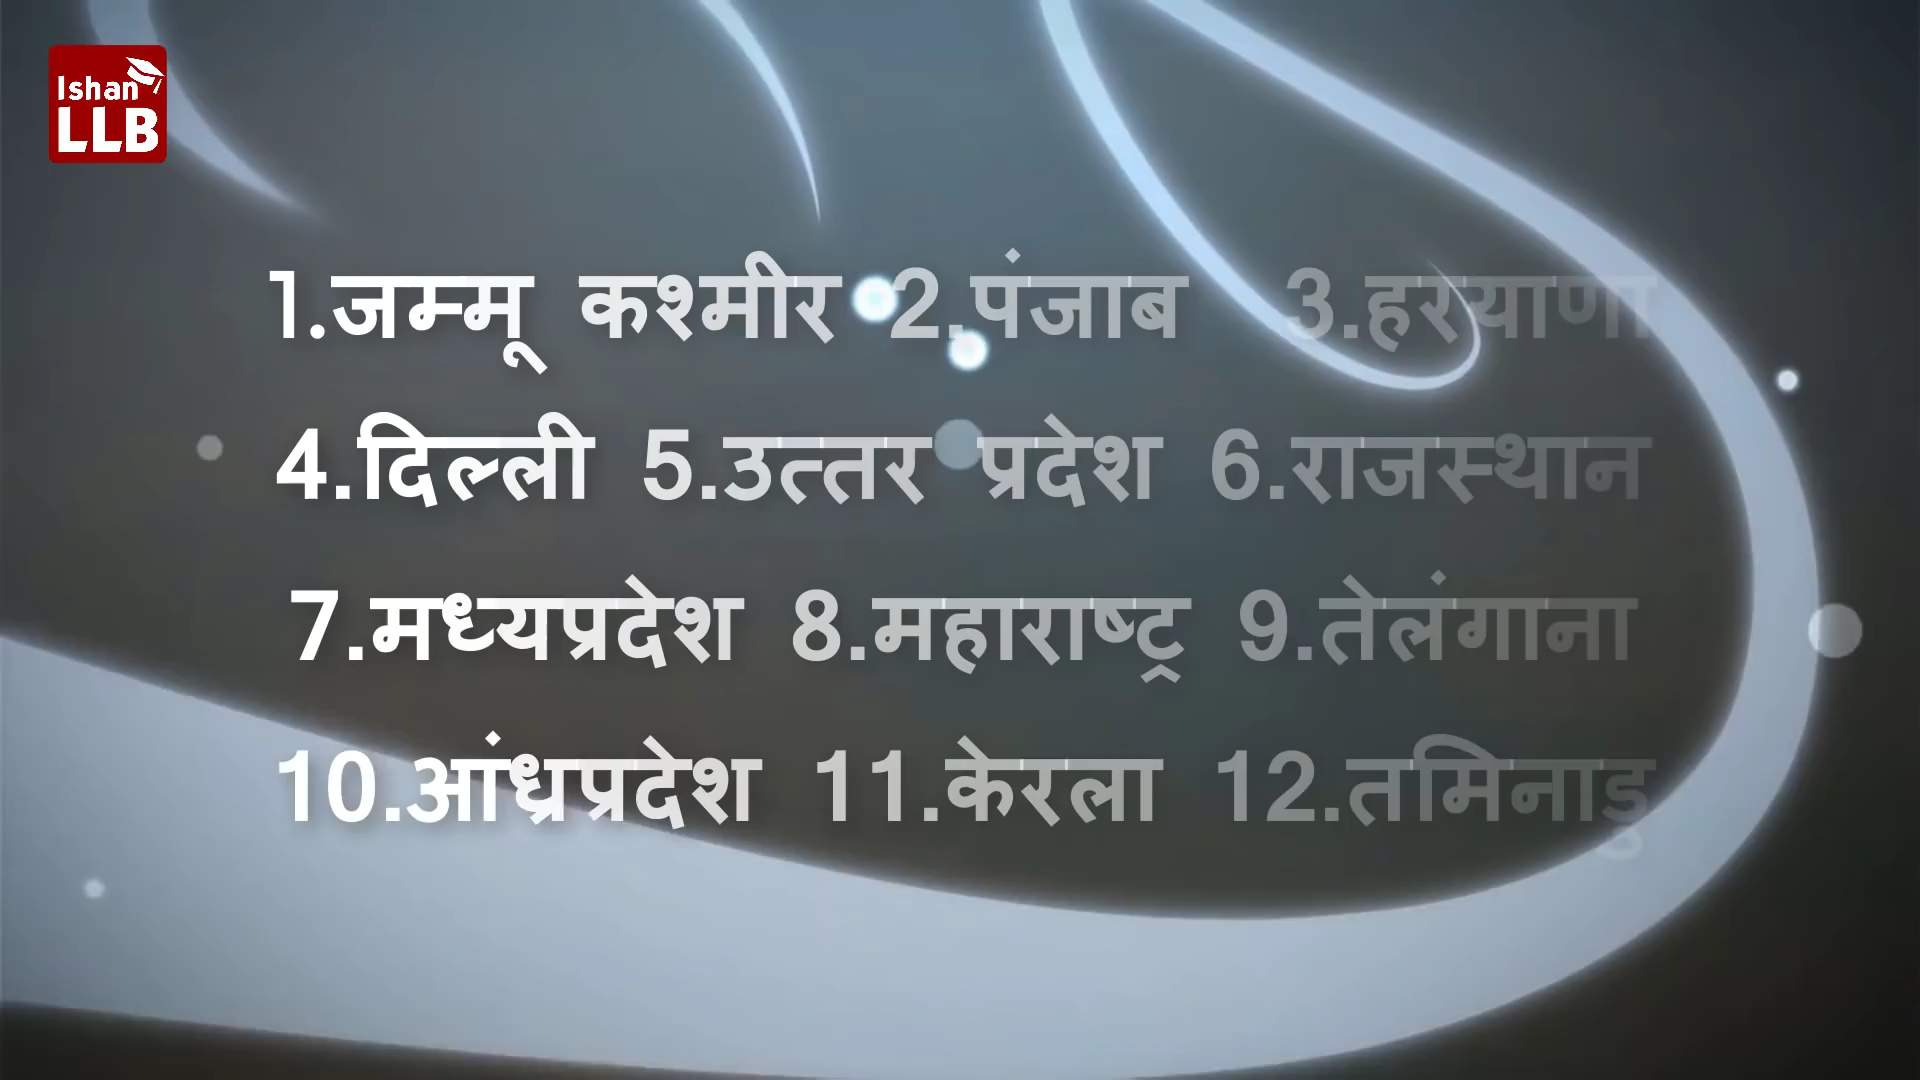 Ishan
LLB
1.जम्मू कश्मीर 2.पंजाब 3.हरयाणा
4.दिल्ली 5.उत्तर प्रदेश 6.राजस्थान
7.मध्यप्रदेश 8.महाराष्ट्र 9.तेलंगाना
10.आंध्रप्रदेश 11.केरला 12.तमिनाडु